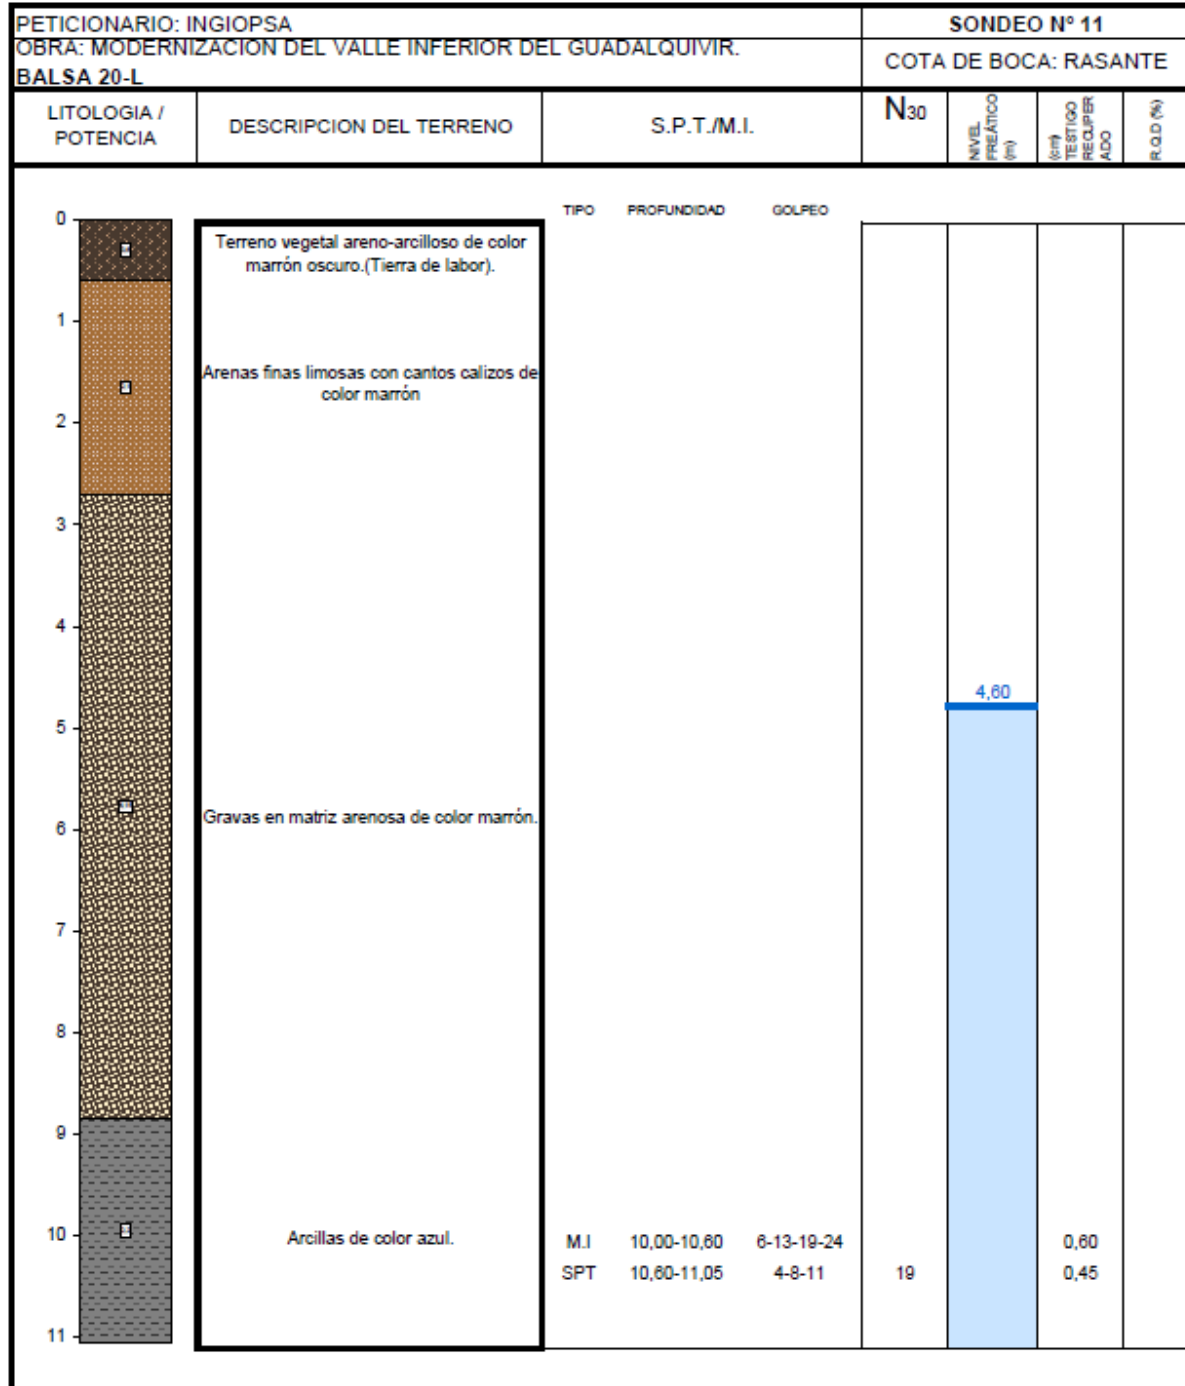 PETICIONARIO: INGIOPSA
SONDEO Nº 11
OBRA: MODERNIZACION DEL VALLE INFERIOR DEL GUADALQUIVIR.
BALSA 20-L
COTA DE BOCA: RASANTE
LITOLOGIA /
POTENCIA
DESCRIPCION DEL TERRENO
S.P.T./M.I.
N30
NIVEL
FREÁTICO
(m)
(cm)
TESTIGO
RECUPER
ADO
R.Q.D (%)
TIPO PROFUNDIDAD GOLPEO
0
Terreno vegetal areno-arcilloso de color
marrón oscuro.(Tierra de labor).
1
Arenas finas limosas con cantos calizos de
color marrón
2
3
4
4,60
5
Gravas en matriz arenosa de color marrón.
6
7
8
9
10
Arcillas de color azul.
M.I 10,00-10,60 6-13-19-24 0,60
SPT 10,60-11,05 4-8-11 19 0,45
11